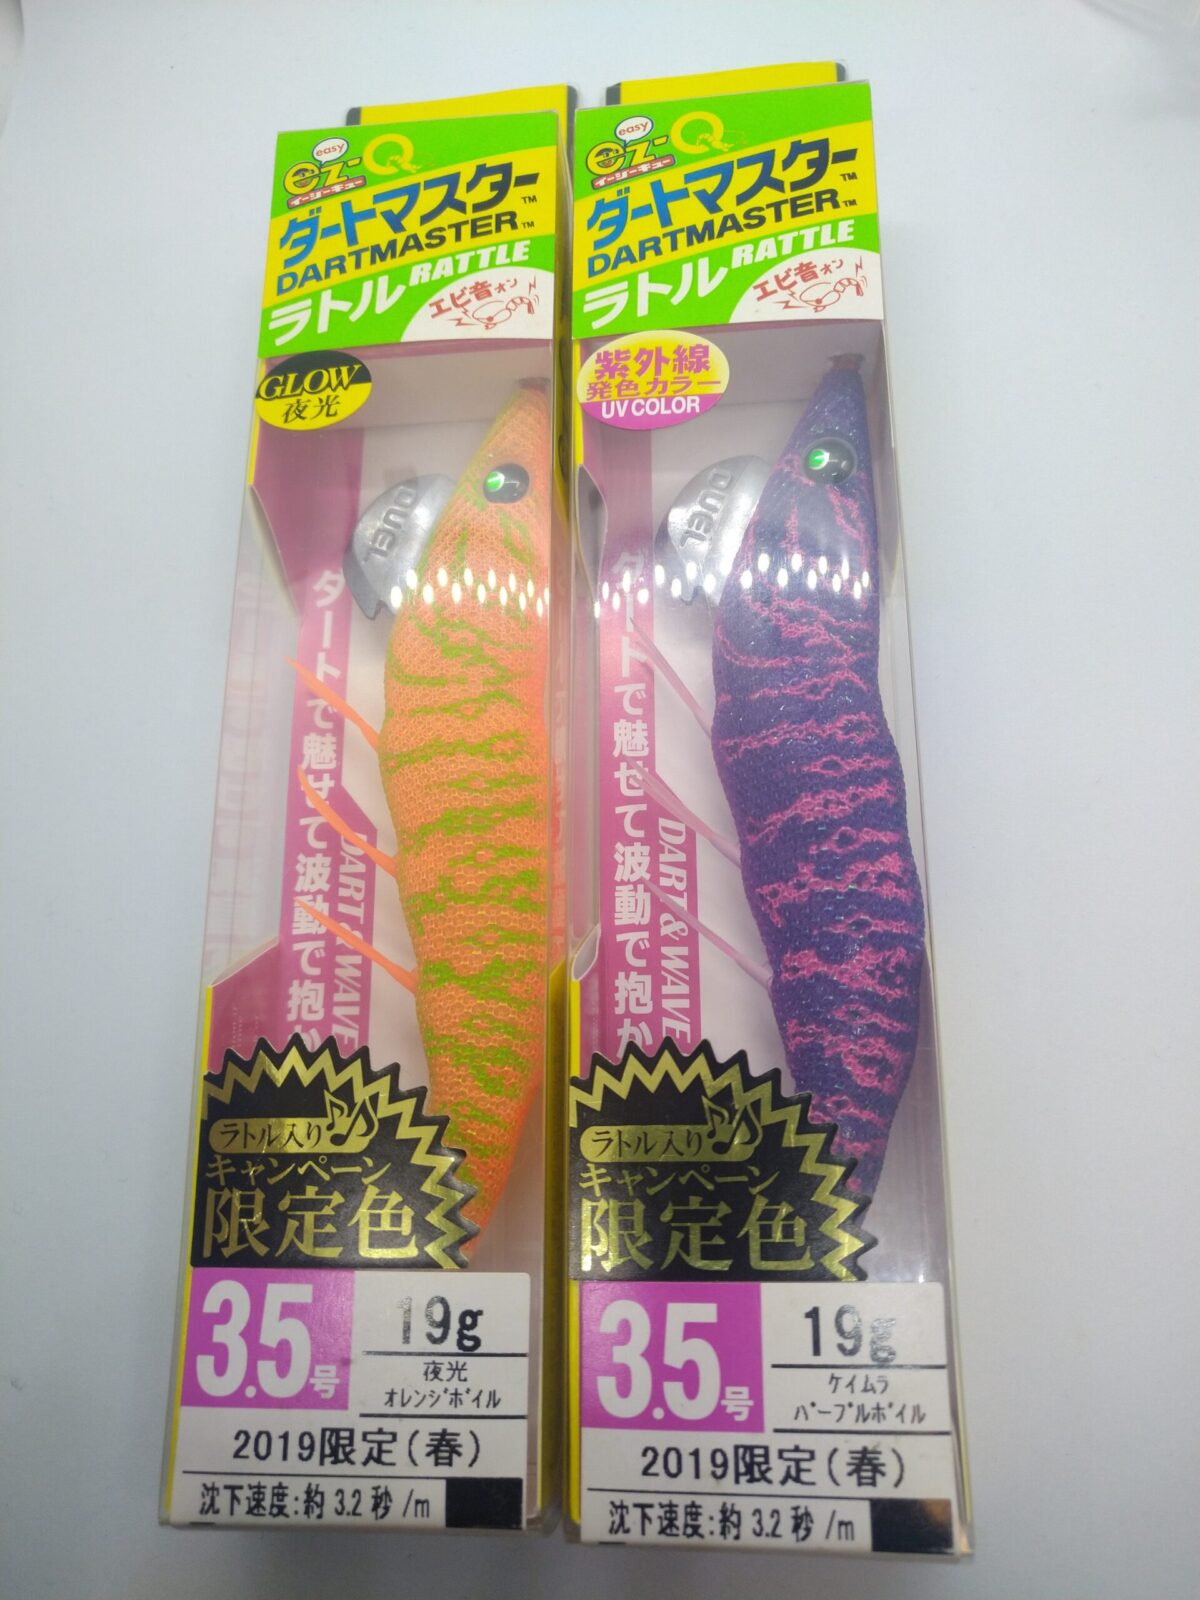 easy
ez-Q
イージーキュー
ダートマスター™
DARTMASTER™
ラトル RATTLE
エビ音オン
GLOW
夜光
DUEL
ダートで魅せて波動で抱か
DART & WAVE
ラトル入り
キャンペーン
限定色
3.5号
19g
夜光
オレンジボイル
2019限定(春)
沈下速度:約 3.2 秒 /m
easy
ez-Q
イージーキュー
ダートマスター™
DARTMASTER™
ラトル RATTLE
エビ音オン
紫外線
発色カラー
UV COLOR
DUEL
ダートで魅せて波動で抱か
DART & WAVE
ラトル入り
キャンペーン
限定色
3.5号
19g
ケイムラ
パープルボイル
2019限定(春)
沈下速度:約 3.2 秒 /m